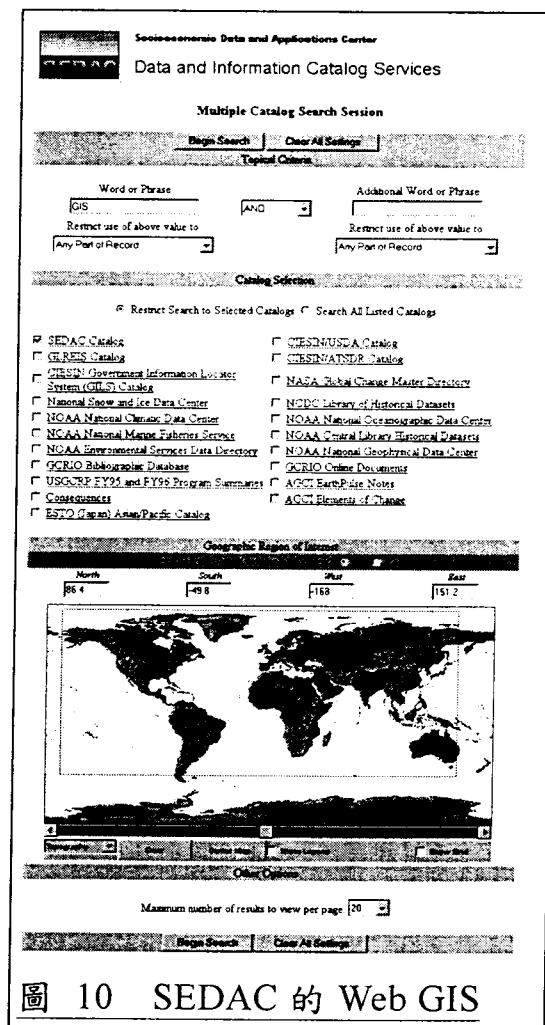 Socioeconomic Data and Applications Center
SEDAC
Data and Information Catalog Services
Multiple Catalog Search Session
Begin Search Clear All Settings
Topical Criteria
Word or Phrase Additional Word or Phrase
GIS AND
Restrict use of above value to Restrict use of above value to
Any Part of Record Any Part of Record
Catalog Selection
Restrict Search to Selected Catalogs Search All Listed Catalogs
SEDAC Catalog CIESIN/USDA Catalog
GLREIS Catalog CIESIN/ATSDR Catalog
CIESIN Government Information Locator
System (GILS) Catalog NASA Global Change Master Directory
National Snow and Ice Data Center NCDC Library of Historical Datasets
NOAA National Climatic Data Center NOAA National Oceanographic Data Center
NOAA National Marine Fisheries Service NOAA Central Library Historical Datasets
NOAA Environmental Services Data Directory NOAA National Geophysical Data Center
GCRIO Bibliographic Database GCRIO Online Documents
USGCRP FY95 and FY96 Program Summaries AGCI EarthPulse Notes
Consequences AGCI Elements of Change
ESTO (Japan) Asian/Pacific Catalog
Geographic Region of Interest
North South West East
86.4 -49.8 -168 151.2
Other Options
Maximum number of results to view per page 20
Begin Search Clear All Settings
圖 10 SEDAC 的 Web GIS